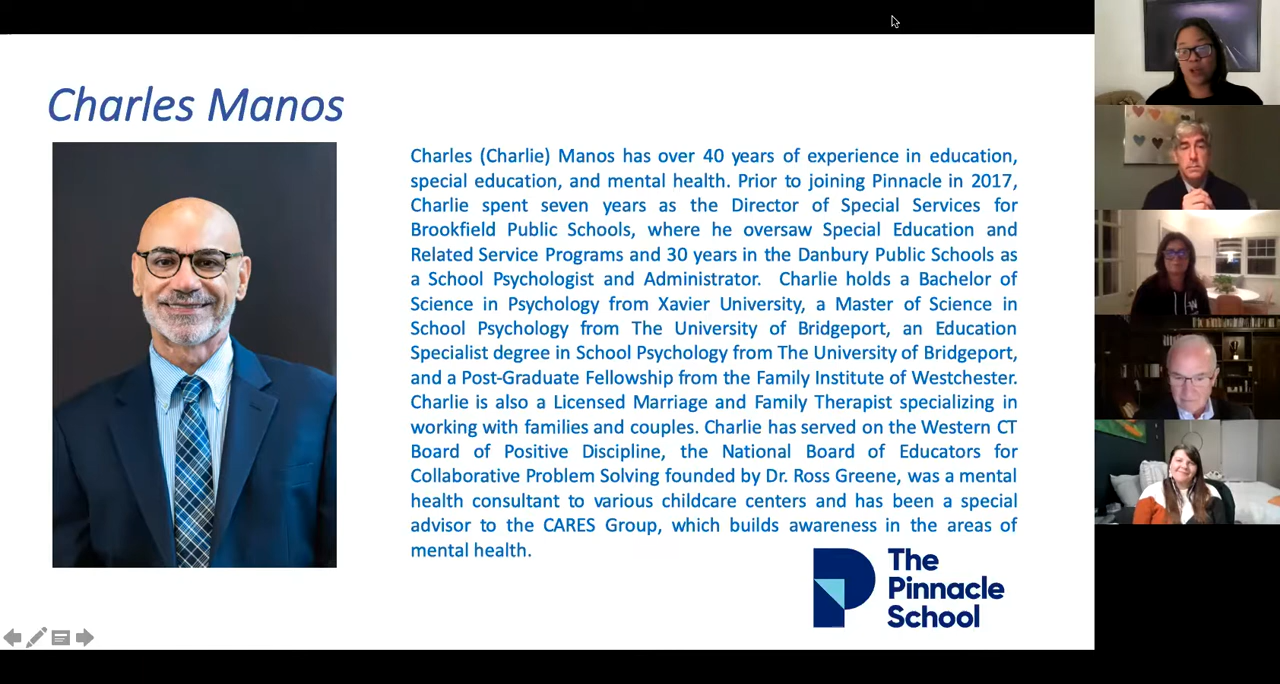 Charles Manos
Charles (Charlie) Manos has over 40 years of experience in education,
special education, and mental health. Prior to joining Pinnacle in 2017,
Charlie spent seven years as the Director of Special Services for
Brookfield Public Schools, where he oversaw Special Education and
Related Service Programs and 30 years in the Danbury Public Schools as
a School Psychologist and Administrator. Charlie holds a Bachelor of
Science in Psychology from Xavier University, a Master of Science in
School Psychology from The University of Bridgeport, an Education
Specialist degree in School Psychology from The University of Bridgeport,
and a Post-Graduate Fellowship from the Family Institute of Westchester.
Charlie is also a Licensed Marriage and Family Therapist specializing in
working with families and couples. Charlie has served on the Western CT
Board of Positive Discipline, the National Board of Educators for
Collaborative Problem Solving founded by Dr. Ross Greene, was a mental
health consultant to various childcare centers and has been a special
advisor to the CARES Group, which builds awareness in the areas of
mental health.
The
Pinnacle
School